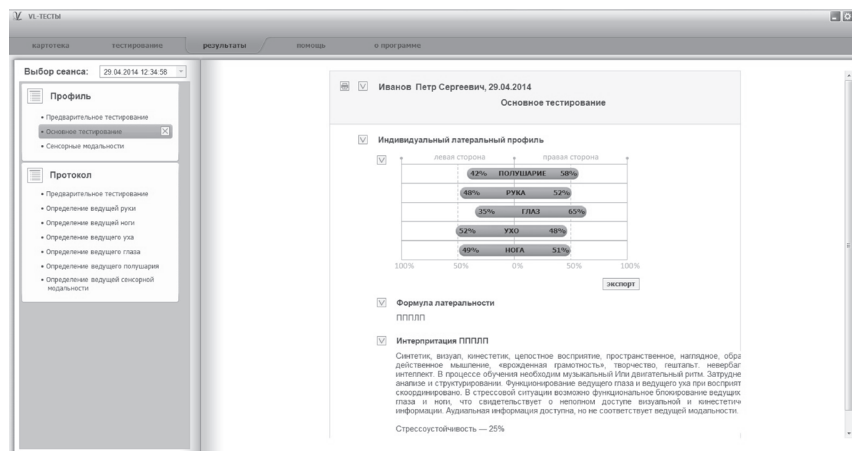 VL-ТЕСТЫ
картотека тестирование результаты помощь о программе
Выбор сеанса: 29.04.2014 12:34:58
Профиль
• Предварительное тестирование
• Основное тестирование
• Сенсорные модальности
Протокол
• Предварительное тестирование
• Определение ведущей руки
• Определение ведущей ноги
• Определение ведущего уха
• Определение ведущего глаза
• Определение ведущего полушария
• Определение ведущей сенсорной
модальности
Иванов Петр Сергеевич, 29.04.2014
Основное тестирование
Индивидуальный латеральный профиль
левая сторона правая сторона
42% ПОЛУШАРИЕ 58%
48% РУКА 52%
35% ГЛАЗ 65%
52% УХО 48%
49% НОГА 51%
100% 50% 0% 50% 100%
экспорт
Формула латеральности
ППППЛП
Интерпритация ППППЛП
Синтетик, визуал, кинестетик, целостное восприятие, пространственное, наглядное, обра
действенное мышление, «врожденная грамотность», творчество, гештальт. невербаг
интеллект. В процессе обучения необходим музыкальный Или двигательный ритм. Затрудне
анализе и структурировании. Функционирование ведущего глаза и ведущего уха при восприят
скоординировано. В стрессовой ситуации возможно функциональное блокирование ведущих
глаза и ноги, что свидетельствует о неполном доступе визуальной и кинестетич
информации. Аудиальная информация доступна, но не соответствует ведущей модальности.
Стрессоустойчивость — 25%